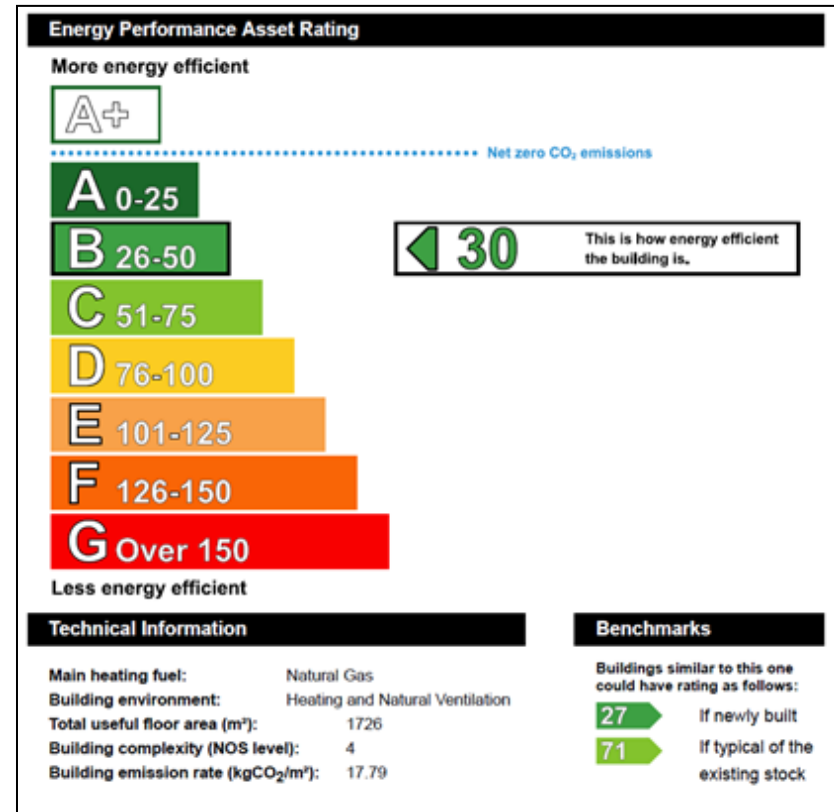 Energy Performance Asset Rating
More energy efficient
A+
Net zero CO₂ emissions
A 0-25
B 26-50
30
This is how energy efficient
the building is.
C 51-75
D 76-100
E 101-125
F 126-150
G Over 150
Less energy efficient
Technical Information
Main heating fuel: Natural Gas
Building environment: Heating and Natural Ventilation
Total useful floor area (m²): 1726
Building complexity (NOS level): 4
Building emission rate (kgCO₂/m²): 17.79
Benchmarks
Buildings similar to this one
could have rating as follows:
27 If newly built
71 If typical of the
existing stock